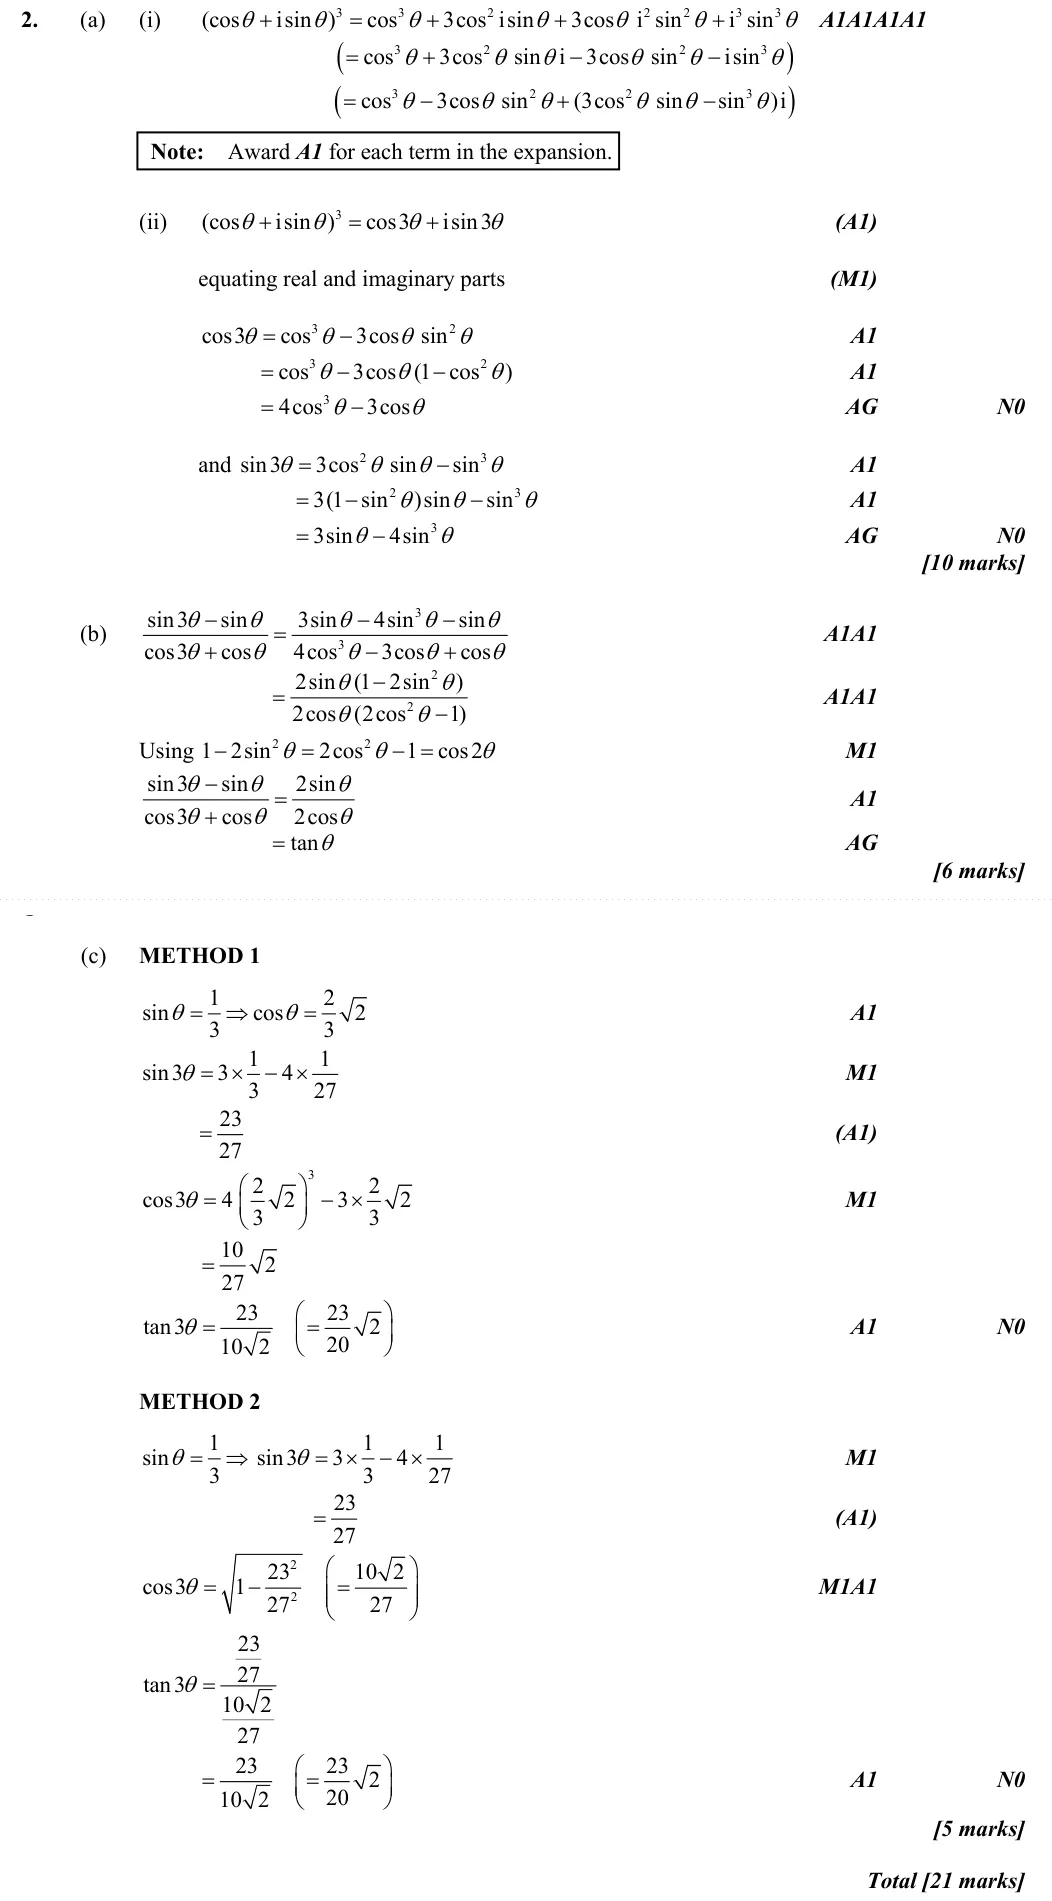 2. (a) (i) (cosθ + i sinθ)³ = cos³θ + 3cos²θ i sinθ + 3cosθ i² sin²θ + i³ sin³θ A1A1A1A1
(= cos³θ + 3cos²θ sinθ i − 3cosθ sin²θ − i sin³θ)
(= cos³θ − 3cosθ sin²θ + (3cos²θ sinθ − sin³θ)i)
Note: Award A1 for each term in the expansion.
(ii) (cosθ + i sinθ)³ = cos3θ + i sin3θ (A1)
equating real and imaginary parts (M1)
cos3θ = cos³θ − 3cosθ sin²θ A1
= cos³θ − 3cosθ(1 − cos²θ) A1
= 4cos³θ − 3cosθ AG N0
and sin3θ = 3cos²θ sinθ − sin³θ A1
= 3(1 − sin²θ)sinθ − sin³θ A1
= 3sinθ − 4sin³θ AG N0
[10 marks]
(b) (sin3θ − sinθ)/(cos3θ + cosθ) = (3sinθ − 4sin³θ − sinθ)/(4cos³θ − 3cosθ + cosθ) A1A1
= 2sinθ(1 − 2sin²θ)/2cosθ(2cos²θ − 1) A1A1
Using 1 − 2sin²θ = 2cos²θ − 1 = cos2θ M1
(sin3θ − sinθ)/(cos3θ + cosθ) = 2sinθ/2cosθ A1
= tanθ AG
[6 marks]
(c) METHOD 1
sinθ = 1/3 ⇒ cosθ = 2/3 √2 A1
sin3θ = 3 × 1/3 − 4 × 1/27 M1
= 23/27 (A1)
cos3θ = 4(2/3 √2)³ − 3 × 2/3 √2 M1
= 10/27 √2
tan3θ = 23/10√2 (= 23/20 √2) A1 N0
METHOD 2
sinθ = 1/3 ⇒ sin3θ = 3 × 1/3 − 4 × 1/27 M1
= 23/27 (A1)
cos3θ = √(1 − 23²/27²) (= 10√2/27) M1A1
tan3θ = (23/27)/(10√2/27)
= 23/10√2 (= 23/20 √2) A1 N0
[5 marks]
Total [21 marks]